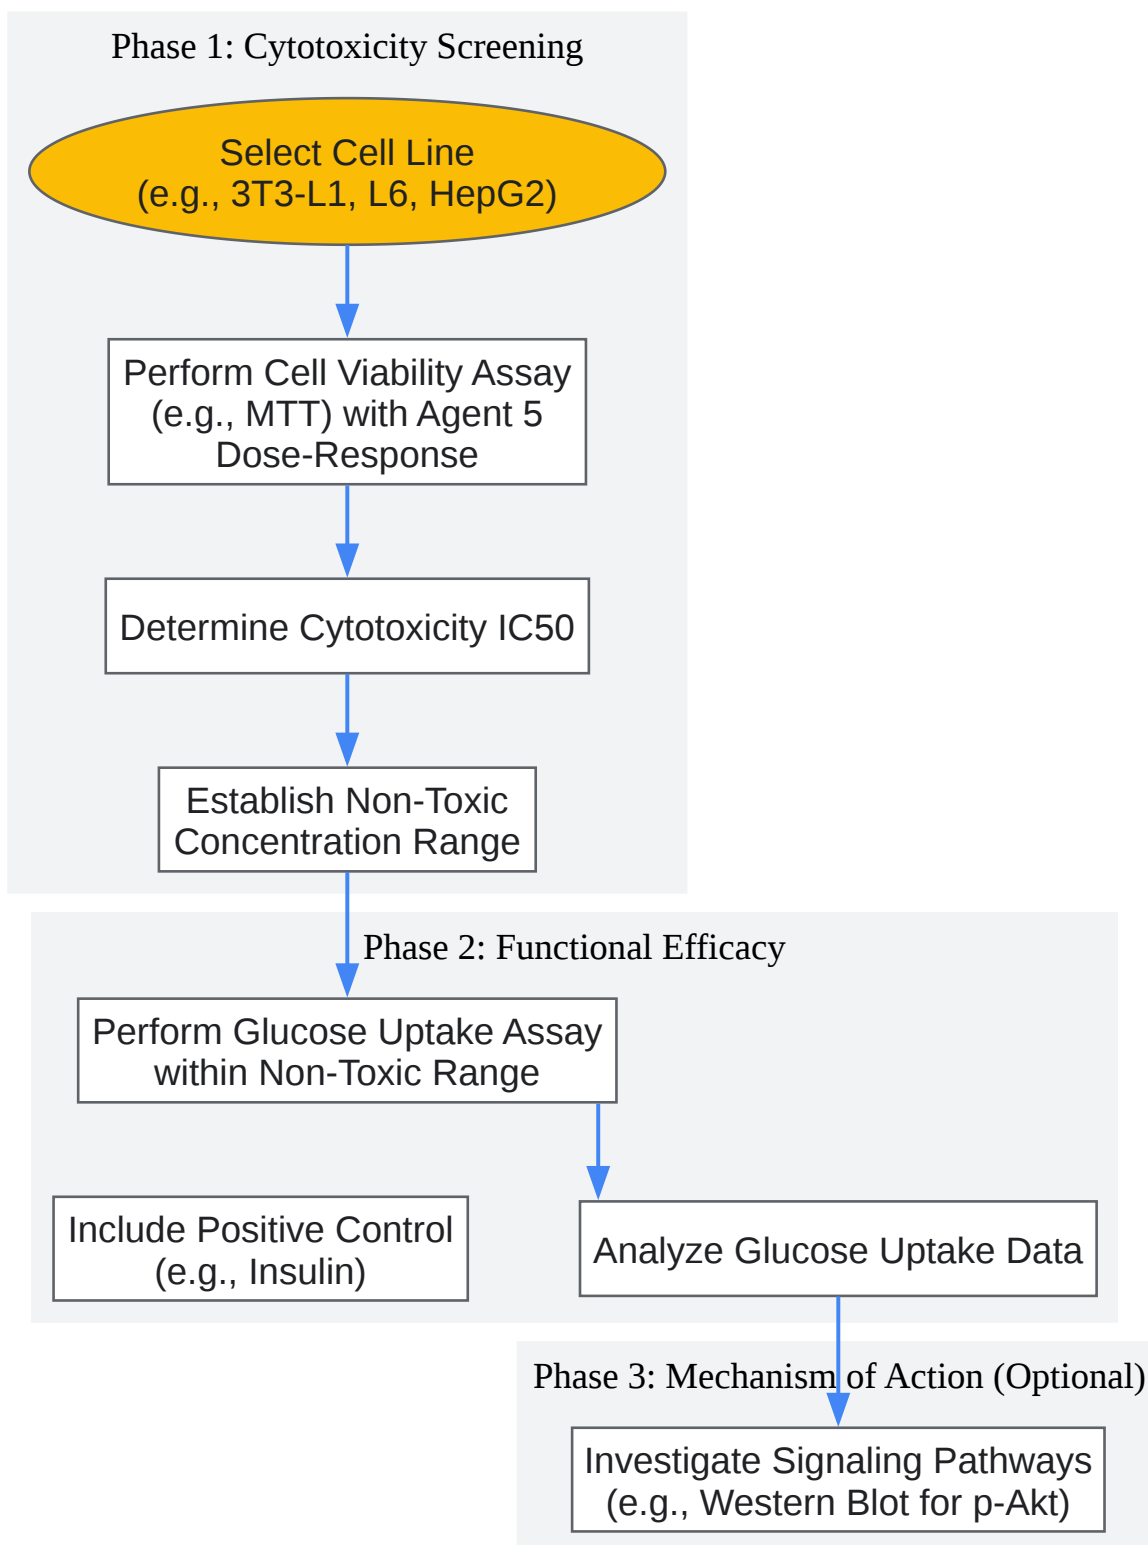 Phase 1: Cytotoxicity Screening
Select Cell Line
(e.g., 3T3-L1, L6, HepG2)
Perform Cell Viability Assay
(e.g., MTT) with Agent 5
Dose-Response
Determine Cytotoxicity IC50
Establish Non-Toxic
Concentration Range
Phase 2: Functional Efficacy
Perform Glucose Uptake Assay
within Non-Toxic Range
Include Positive Control
(e.g., Insulin)
Analyze Glucose Uptake Data
Phase 3: Mechanism of Action (Optional)
Investigate Signaling Pathways
(e.g., Western Blot for p-Akt)